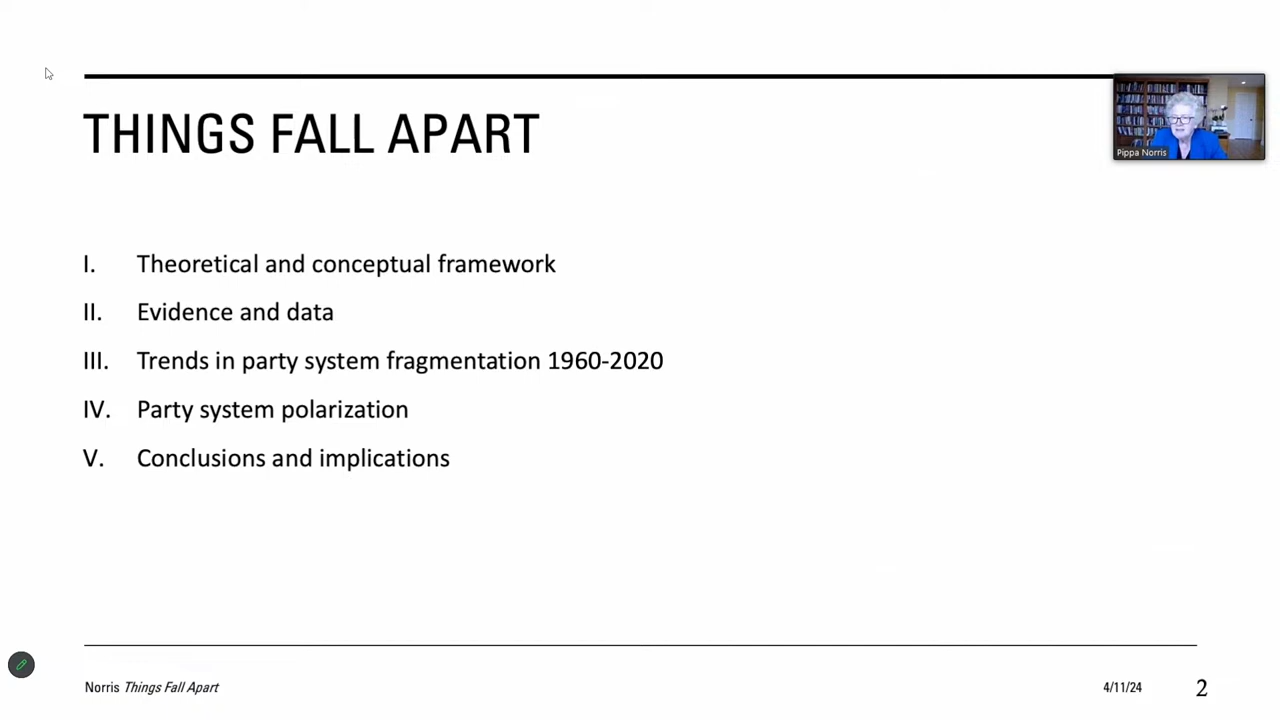 THINGS FALL APART
Pippa Norris
I. Theoretical and conceptual framework
II. Evidence and data
III. Trends in party system fragmentation 1960-2020
IV. Party system polarization
V. Conclusions and implications
Norris Things Fall Apart
4/11/24
2